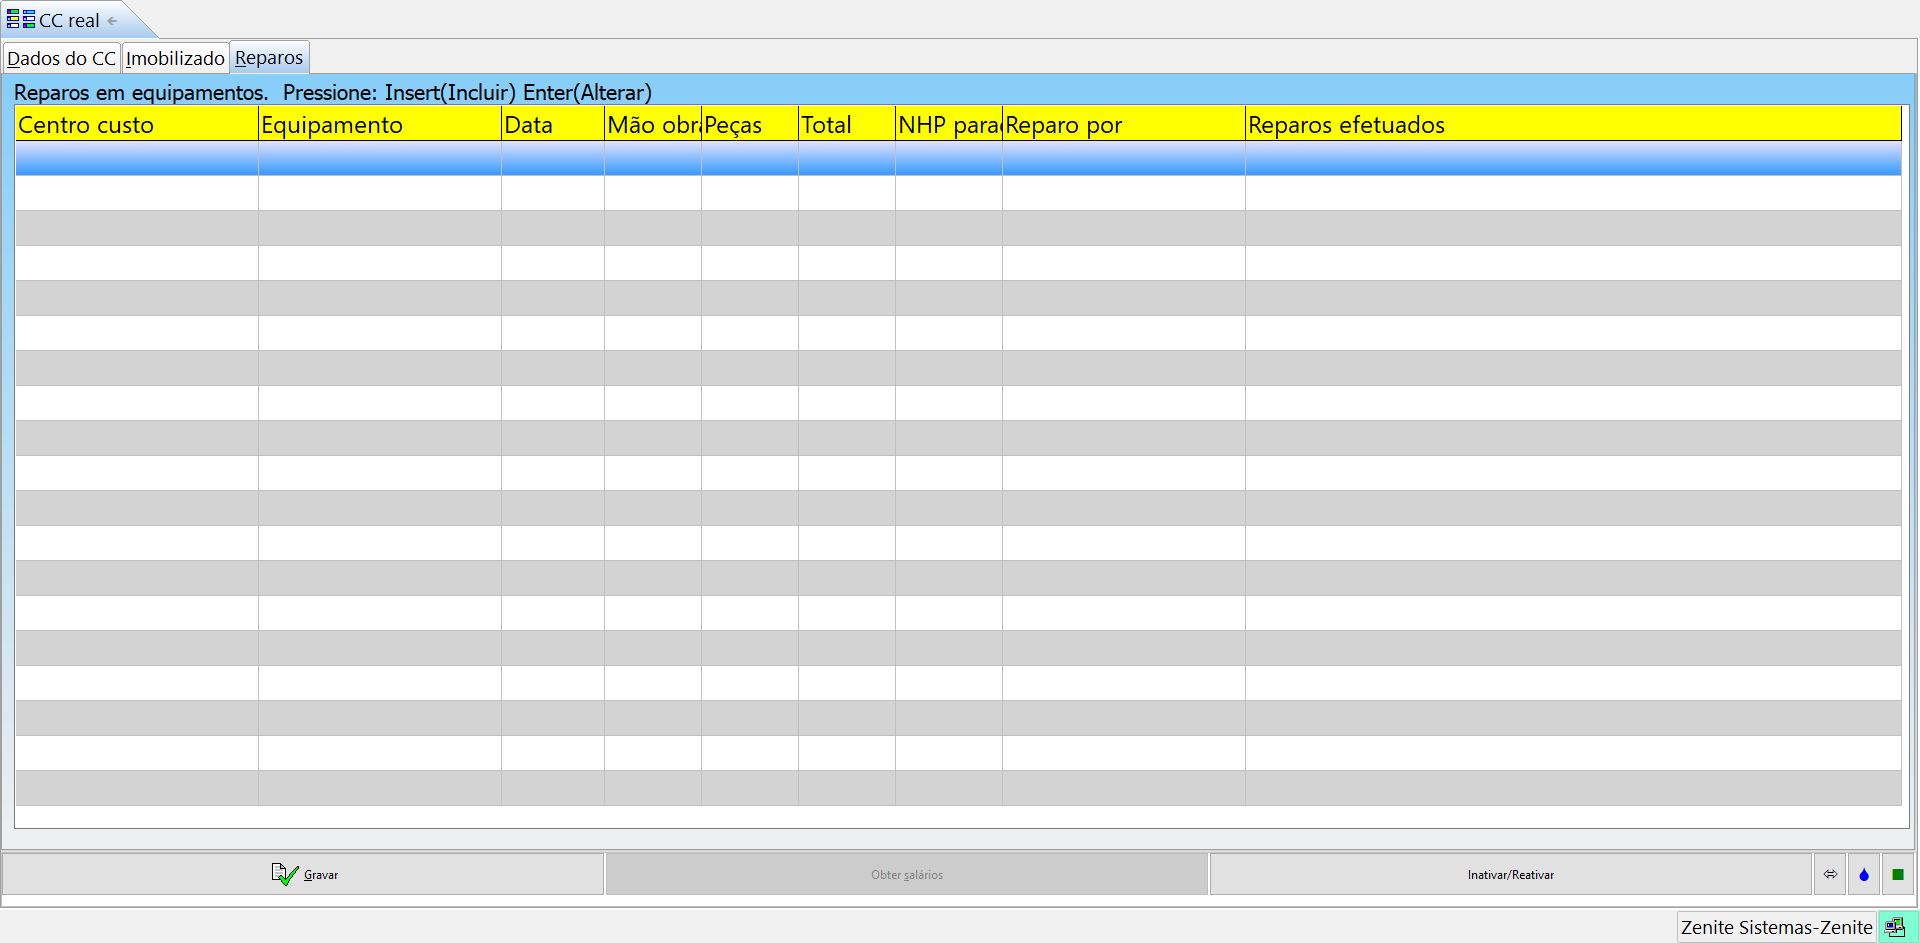 CC real
Dados do CC Imobilizado Reparos
Reparos em equipamentos. Pressione: Insert(Incluir) Enter(Alterar)
Centro custo Equipamento Data Mão obra Peças Total NHP para Reparo por Reparos efetuados
Gravar Obter salários Inativar/Reativar
Zenite Sistemas-Zenite